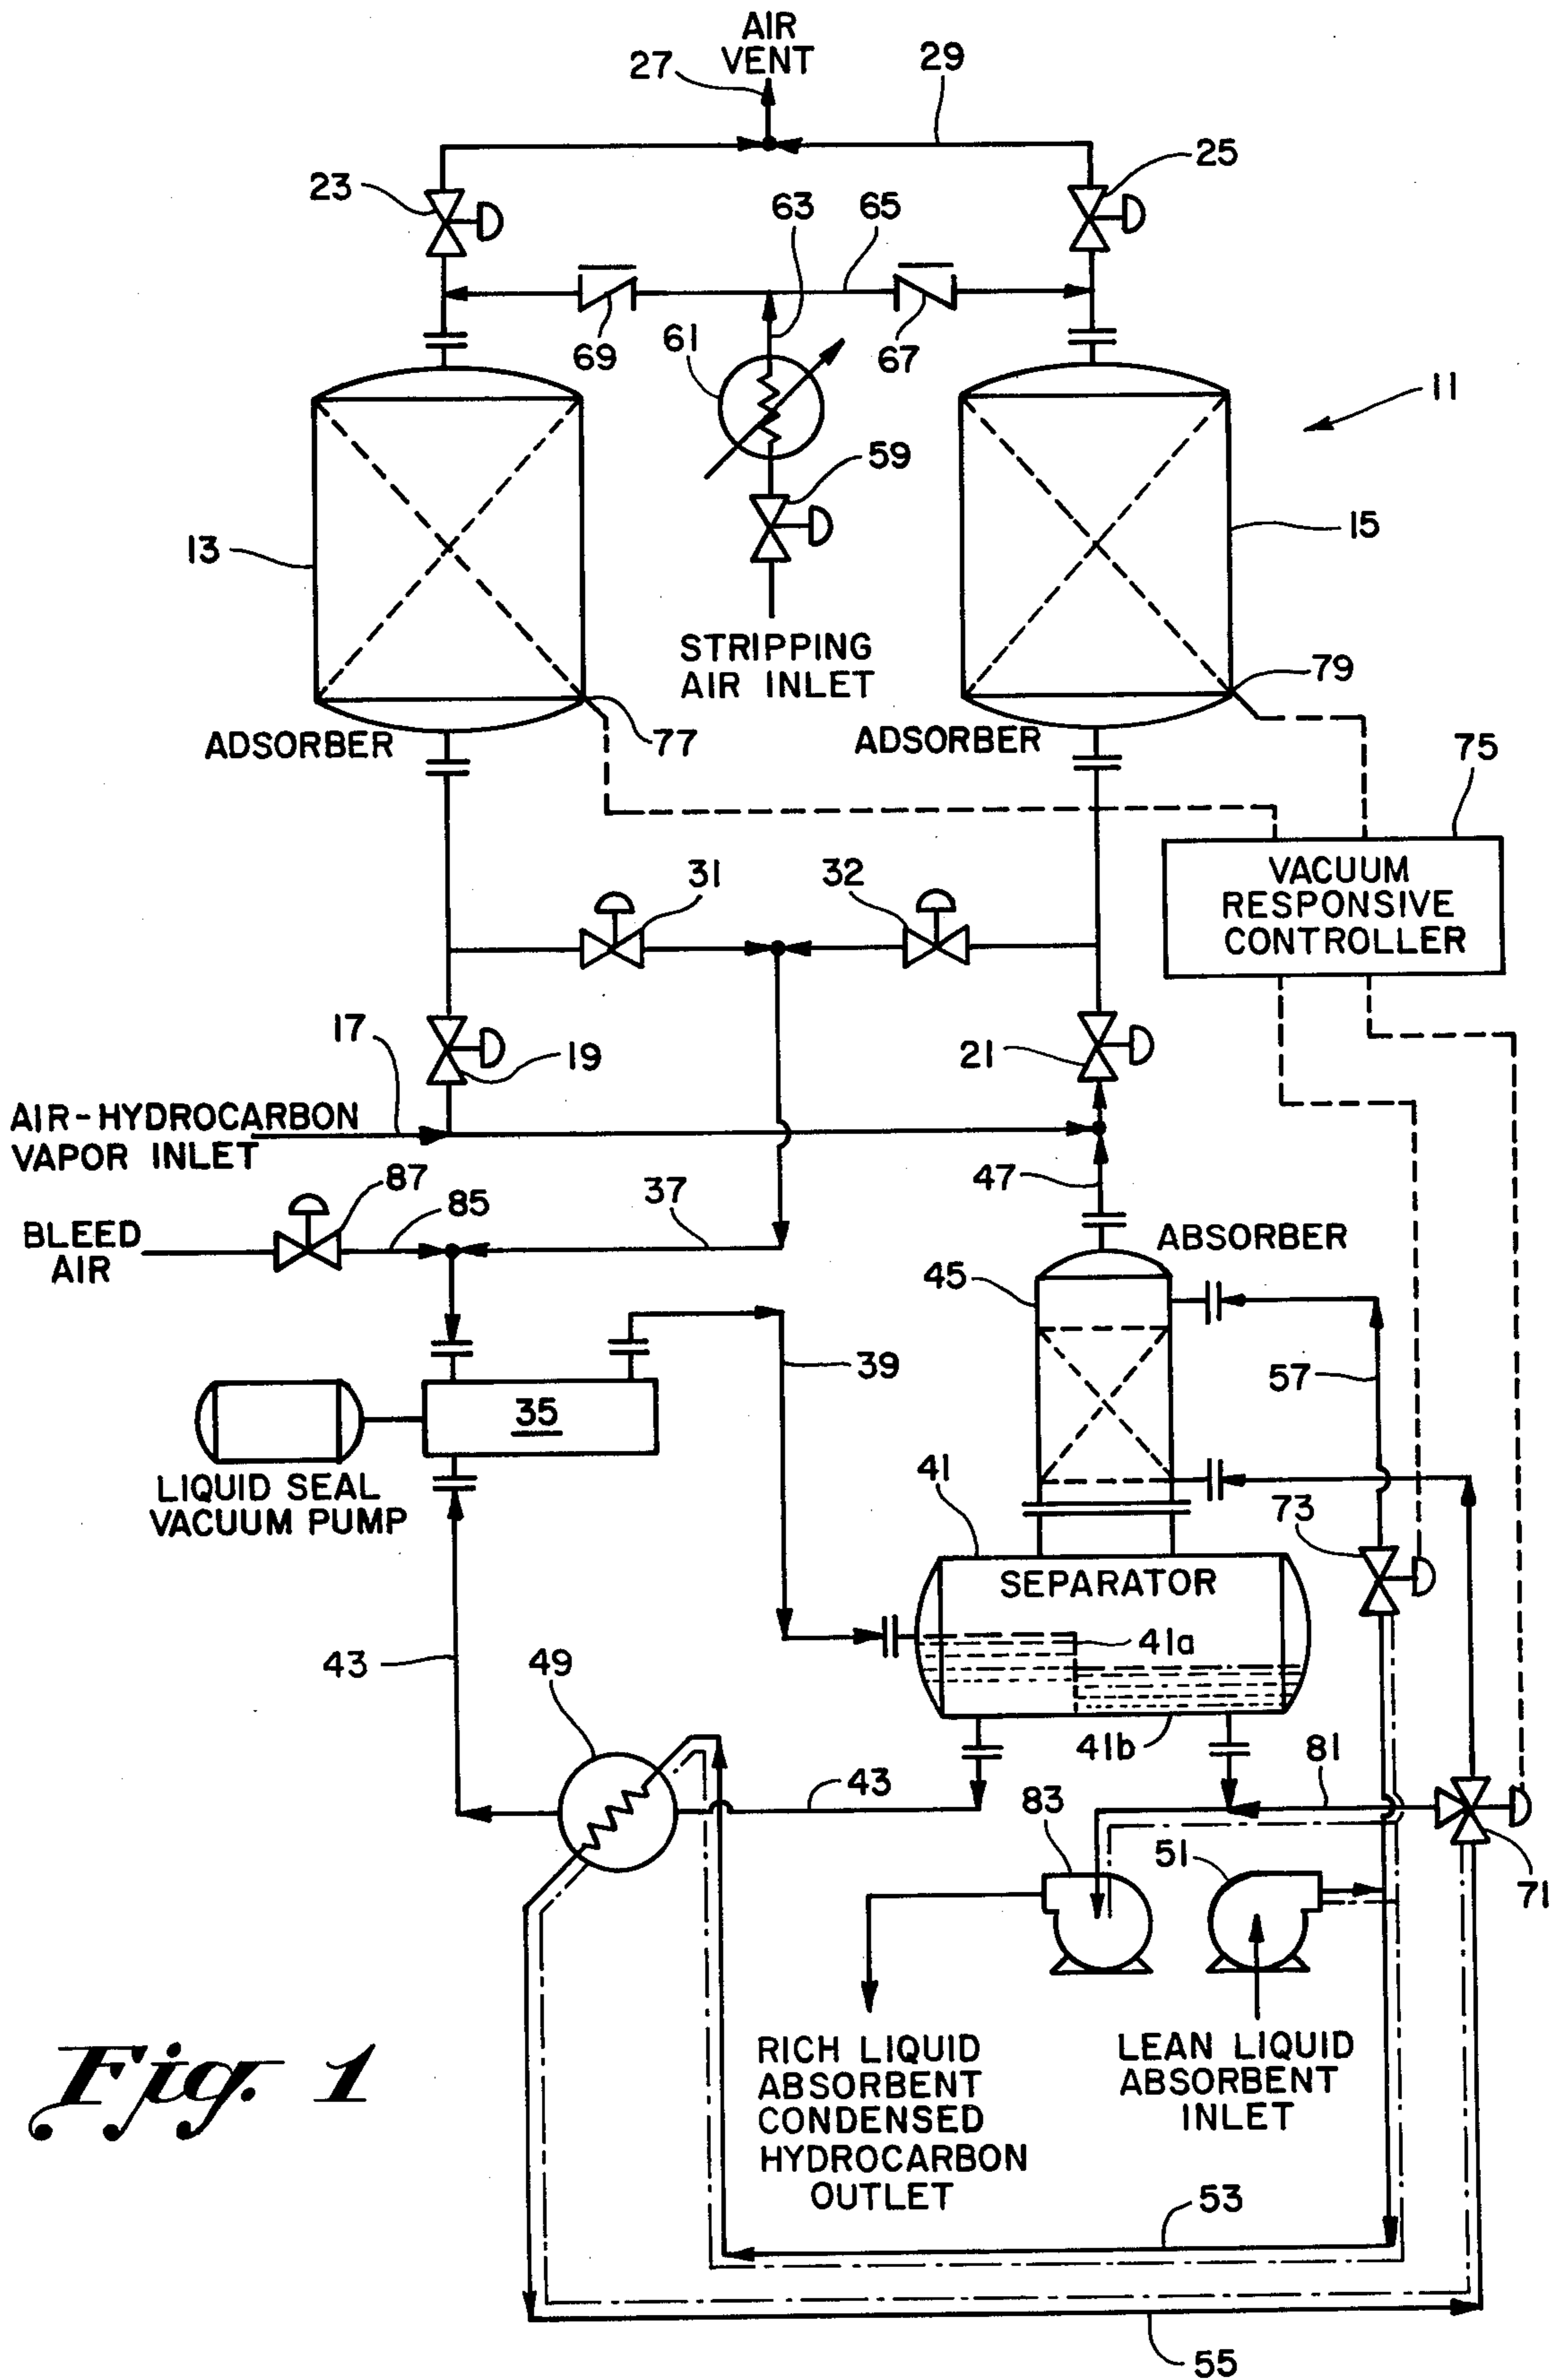 AIR
VENT
27
29
23
25
63
65
69
61
67
11
59
13
15
STRIPPING
AIR INLET
79
ADSORBER
77
ADSORBER
75
VACUUM
RESPONSIVE
CONTROLLER
31
32
17
19
21
AIR-HYDROCARBON
VAPOR INLET
47
87
85
37
BLEED
AIR
ABSORBER
45
39
57
35
LIQUID SEAL
VACUUM PUMP
41
73
SEPARATOR
41a
43
49
41b
81
43
83
51
71
RICH LIQUID
ABSORBENT
CONDENSED
HYDROCARBON
OUTLET
LEAN LIQUID
ABSORBENT
INLET
Fig. 1
53
55